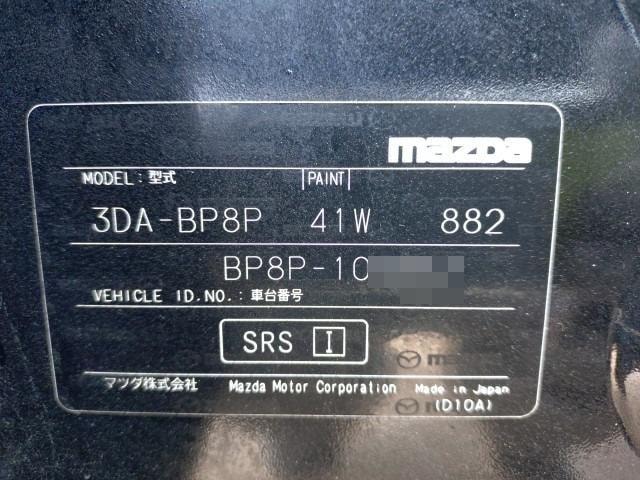 mazda
MODEL:型式 PAINT
3DA-BP8P 41W 882
BP8P-10
VEHICLE ID.NO.:車台番号
SRS I
マツダ株式会社 Mazda Motor Corporation Made in Japan
(D10A)